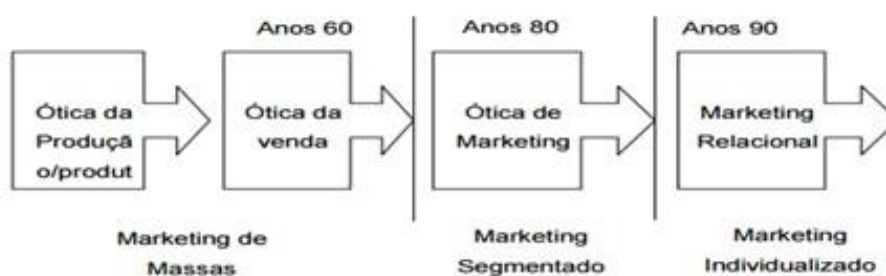 Anos 60
Anos 80
Anos 90
Ótica da
Produçã
o/produt
Ótica da
venda
Ótica de
Marketing
Marketing
Relacional
Marketing de
Massas
Marketing
Segmentado
Marketing
Individualizado